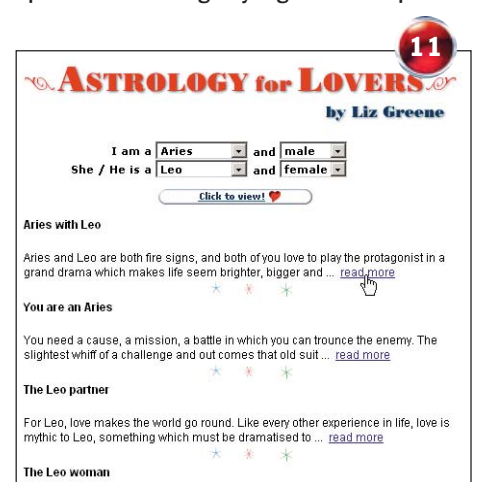 11
ASTROLOGY for LOVERS
by Liz Greene
I am a Aries and male
She / He is a Leo and female
Click to view!
Aries with Leo
Aries and Leo are both fire signs, and both of you love to play the protagonist in a
grand drama which makes life seem brighter, bigger and ... read more
You are an Aries
You need a cause, a mission, a battle in which you can trounce the enemy. The
slightest whiff of a challenge and out comes that old suit ... read more
The Leo partner
For Leo, love makes the world go round. Like every other experience in life, love is
mythic to Leo, something which must be dramatised to ... read more
The Leo woman